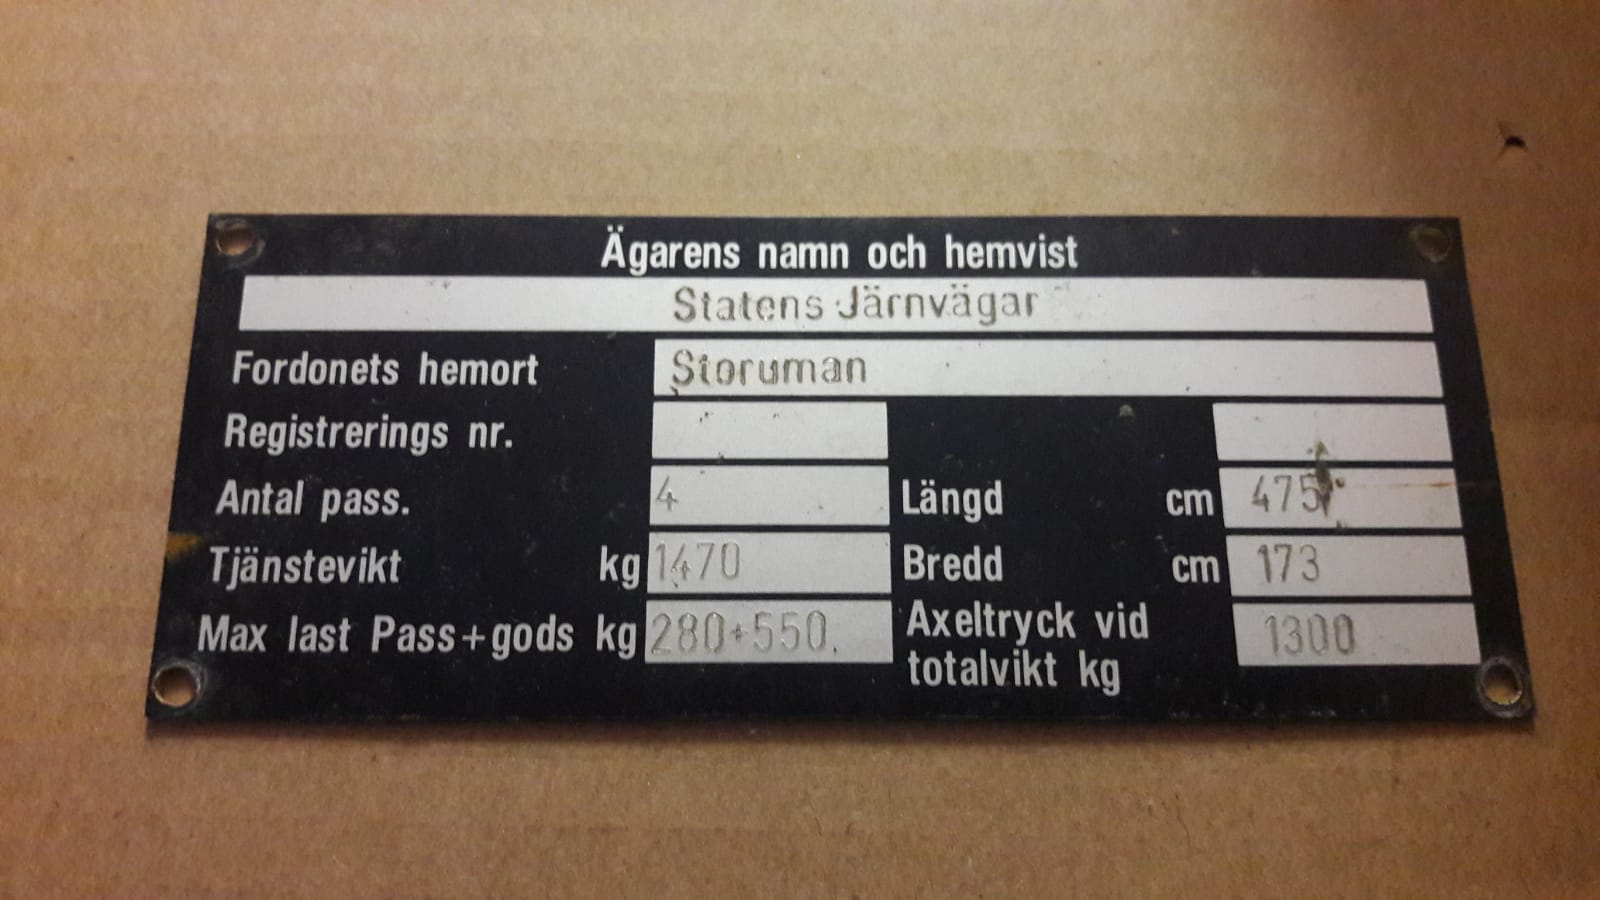 Ägarens namn och hemvist
Statens Järnvägar
Fordonets hemort Storuman
Registrerings nr.
Antal pass. 4 Längd cm 475
Tjänstevikt kg 1470 Bredd cm 173
Max last Pass+gods kg 280+550. Axeltryck vid totalvikt kg 1300